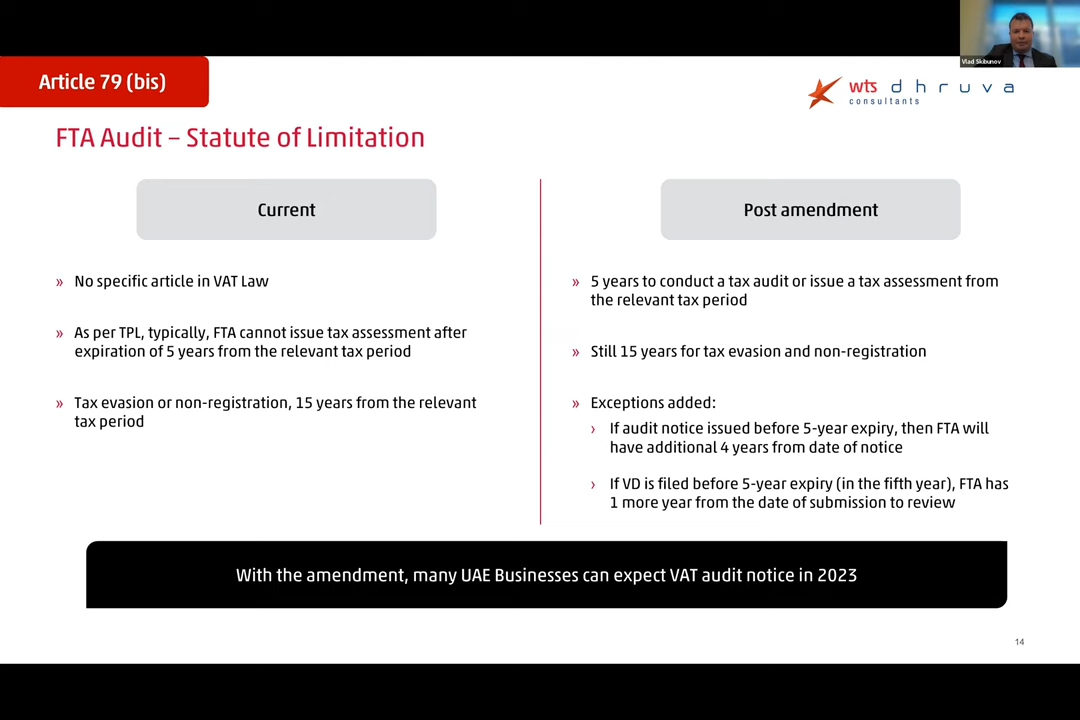 Vlad Skibunov
Article 79 (bis)
wts dhruva
consultants
FTA Audit – Statute of Limitation
Current
» No specific article in VAT Law
» As per TPL, typically, FTA cannot issue tax assessment after
expiration of 5 years from the relevant tax period
» Tax evasion or non-registration, 15 years from the relevant
tax period
Post amendment
» 5 years to conduct a tax audit or issue a tax assessment from
the relevant tax period
» Still 15 years for tax evasion and non-registration
» Exceptions added:
› If audit notice issued before 5-year expiry, then FTA will
have additional 4 years from date of notice
› If VD is filed before 5-year expiry (in the fifth year), FTA has
1 more year from the date of submission to review
With the amendment, many UAE Businesses can expect VAT audit notice in 2023
14